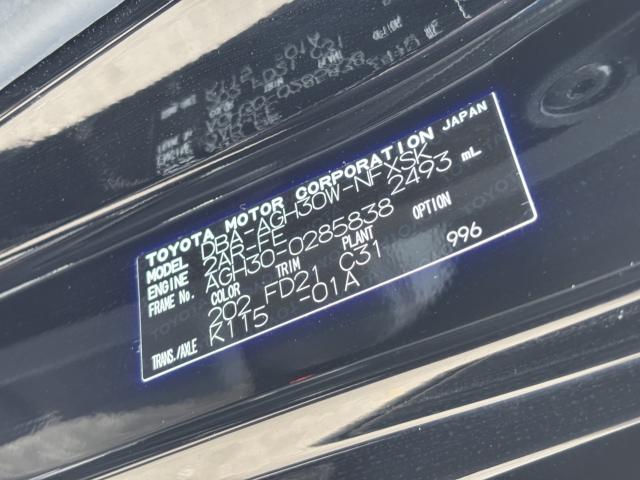 TOYOTA MOTOR CORPORATION JAPAN
MODEL DBA-AGH30W-NFXSK
ENGINE 2AR-FE 2493 mL
FRAME No. AGH30-0285838
COLOR TRIM PLANT OPTION
202 FD21 C31 996
TRANS./AXLE K115 -01A